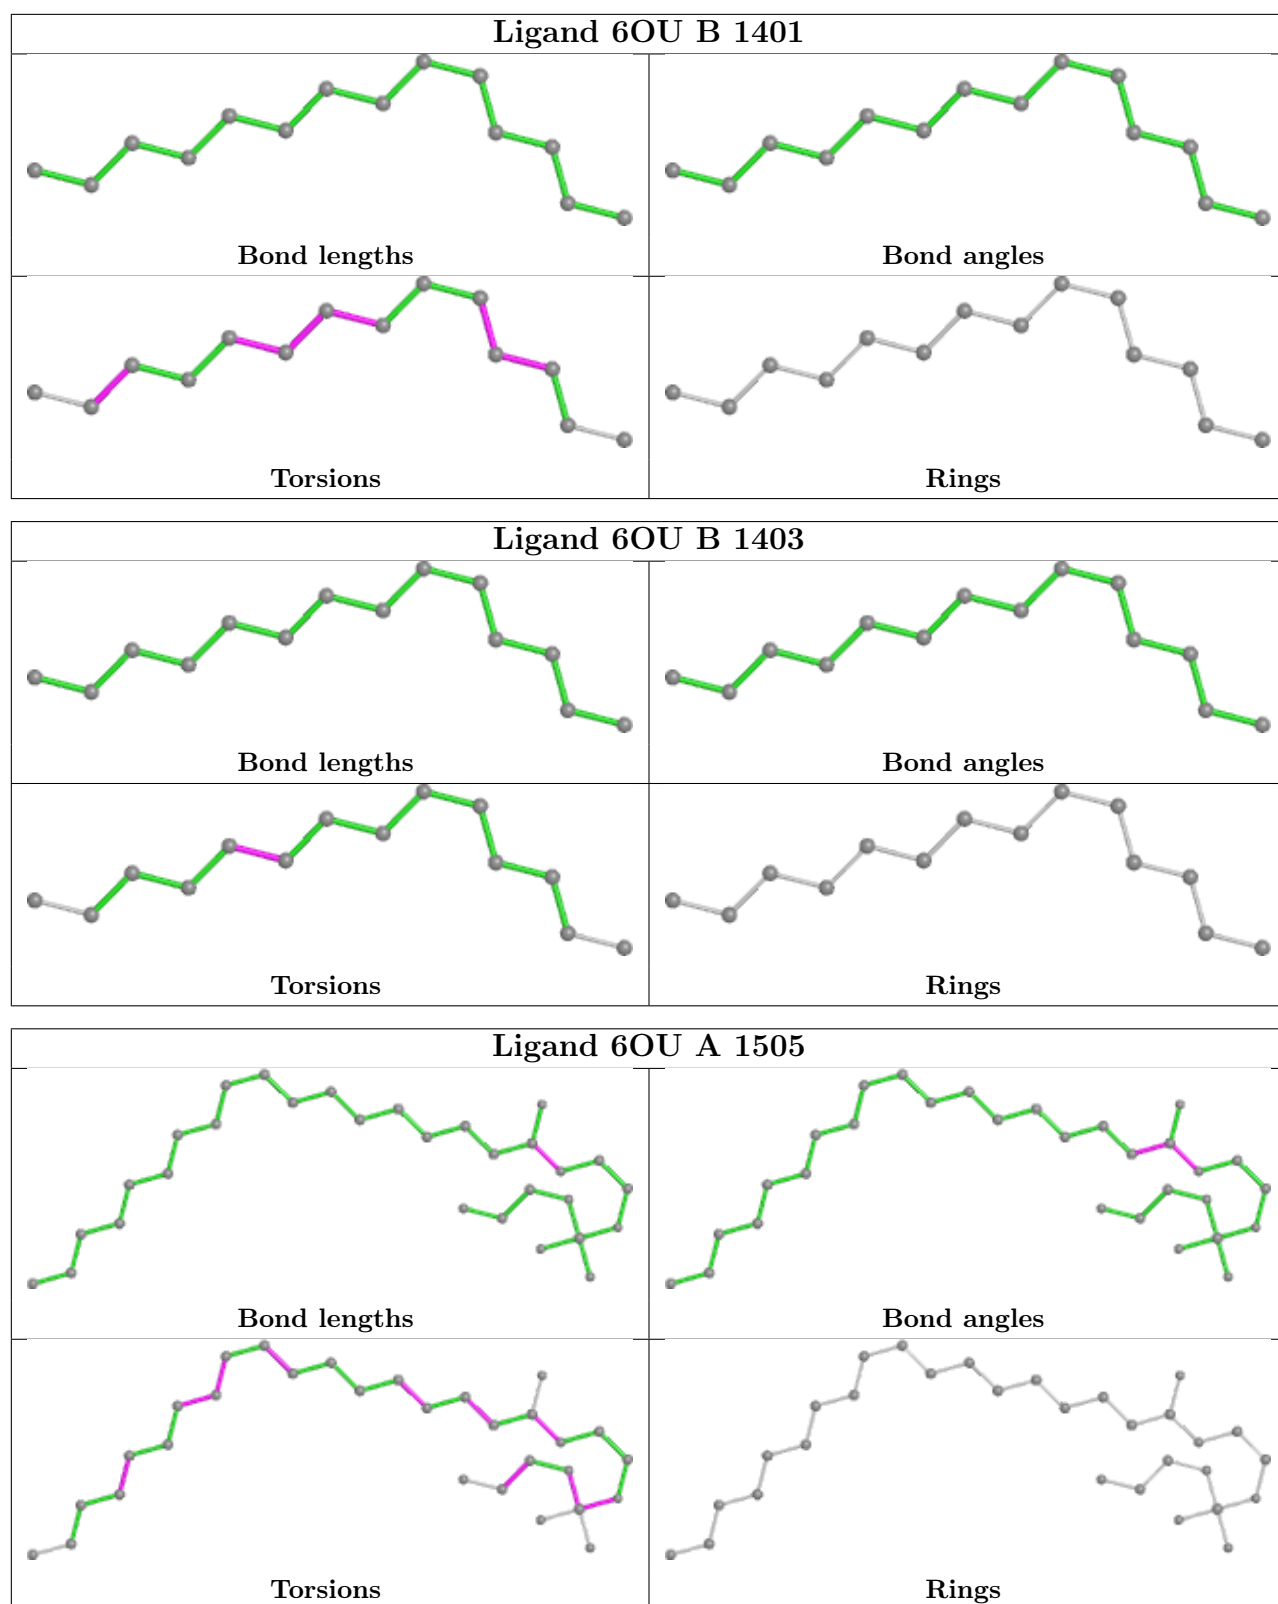 Ligand 6OU B 1401
Bond lengths
Bond angles
Torsions
Rings
Ligand 6OU B 1403
Bond lengths
Bond angles
Torsions
Rings
Ligand 6OU A 1505
Bond lengths
Bond angles
Torsions
Rings